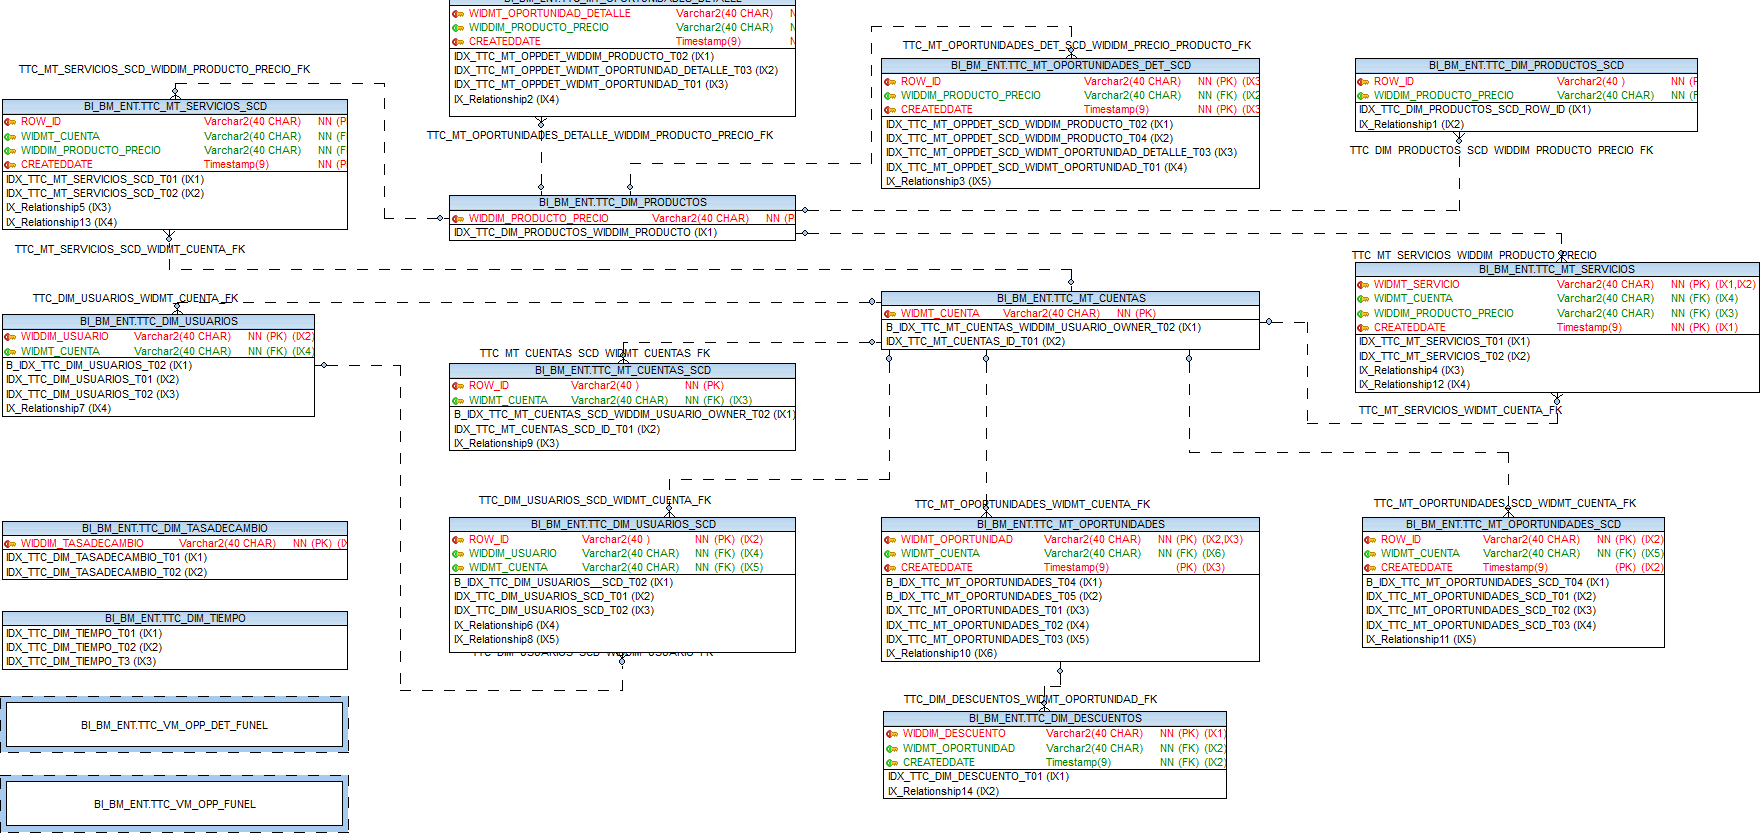 BI_BM_ENT.TTC_MT_OPORTUNIDADES_DETALLE
WIDMT_OPORTUNIDAD_DETALLE Varchar2(40 CHAR) N
WIDDIM_PRODUCTO_PRECIO Varchar2(40 CHAR) N
CREATEDDATE Timestamp(9) N
IDX_TTC_MT_OPPDET_WIDDIM_PRODUCTO_T02 (IX1)
IDX_TTC_MT_OPPDET_WIDMT_OPORTUNIDAD_DETALLE_T03 (IX2)
IDX_TTC_MT_OPPDET_WIDMT_OPORTUNIDAD_T01 (IX3)
IX_Relationship2 (IX4)
TTC_MT_OPORTUNIDADES_DETALLE_WIDDIM_PRODUCTO_PRECIO_FK
TTC_MT_OPORTUNIDADES_DET_SCD_WIDIDM_PRECIO_PRODUCTO_FK
BI_BM_ENT.TTC_MT_OPORTUNIDADES_DET_SCD
ROW_ID Varchar2(40 CHAR) NN (PK) (IX3
WIDDIM_PRODUCTO_PRECIO Varchar2(40 CHAR) NN (FK) (IX2
CREATEDDATE Timestamp(9) NN (PK) (IX3
IDX_TTC_MT_OPPDET_SCD_WIDDIM_PRODUCTO_T02 (IX1)
IDX_TTC_MT_OPPDET_SCD_WIDDIM_PRODUCTO_T04 (IX2)
IDX_TTC_MT_OPPDET_SCD_WIDMT_OPORTUNIDAD_DETALLE_T03 (IX3)
IDX_TTC_MT_OPPDET_SCD_WIDMT_OPORTUNIDAD_T01 (IX4)
IX_Relationship3 (IX5)
BI_BM_ENT.TTC_DIM_PRODUCTOS_SCD
ROW_ID Varchar2(40 ) NN (F
WIDDIM_PRODUCTO_PRECIO Varchar2(40 CHAR) NN (F
IDX_TTC_DIM_PRODUCTOS_SCD_ROW_ID (IX1)
IX_Relationship1 (IX2)
TTC_DIM_PRODUCTOS_SCD_WIDDIM_PRODUCTO_PRECIO_FK
TTC_MT_SERVICIOS_SCD_WIDDIM_PRODUCTO_PRECIO_FK
BI_BM_ENT.TTC_MT_SERVICIOS_SCD
ROW_ID Varchar2(40 CHAR) NN (P
WIDMT_CUENTA Varchar2(40 CHAR) NN (F
WIDDIM_PRODUCTO_PRECIO Varchar2(40 CHAR) NN (F
CREATEDDATE Timestamp(9) NN (P
IDX_TTC_MT_SERVICIOS_SCD_T01 (IX1)
IDX_TTC_MT_SERVICIOS_SCD_T02 (IX2)
IX_Relationship5 (IX3)
IX_Relationship13 (IX4)
TTC_MT_SERVICIOS_SCD_WIDMT_CUENTA_FK
BI_BM_ENT.TTC_DIM_PRODUCTOS
WIDDIM_PRODUCTO_PRECIO Varchar2(40 CHAR) NN (P
IDX_TTC_DIM_PRODUCTOS_WIDDIM_PRODUCTO (IX1)
TTC_MT_SERVICIOS_WIDDIM_PRODUCTO_PRECIO
BI_BM_ENT.TTC_MT_SERVICIOS
WIDMT_SERVICIO Varchar2(40 CHAR) NN (PK) (IX1,IX2)
WIDMT_CUENTA Varchar2(40 CHAR) NN (FK) (IX4)
WIDDIM_PRODUCTO_PRECIO Varchar2(40 CHAR) NN (FK) (IX3)
CREATEDDATE Timestamp(9) NN (PK) (IX1)
IDX_TTC_MT_SERVICIOS_T01 (IX1)
IDX_TTC_MT_SERVICIOS_T02 (IX2)
IX_Relationship4 (IX3)
IX_Relationship12 (IX4)
TTC_MT_SERVICIOS_WIDMT_CUENTA_FK
TTC_DIM_USUARIOS_WIDMT_CUENTA_FK
BI_BM_ENT.TTC_DIM_USUARIOS
WIDDIM_USUARIO Varchar2(40 CHAR) NN (PK) (IX2)
WIDMT_CUENTA Varchar2(40 CHAR) NN (FK) (IX4)
B_IDX_TTC_DIM_USUARIOS_T02 (IX1)
IDX_TTC_DIM_USUARIOS_T01 (IX2)
IDX_TTC_DIM_USUARIOS_T02 (IX3)
IX_Relationship7 (IX4)
BI_BM_ENT.TTC_MT_CUENTAS
WIDMT_CUENTA Varchar2(40 CHAR) NN (PK)
B_IDX_TTC_MT_CUENTAS_WIDDIM_USUARIO_OWNER_T02 (IX1)
IDX_TTC_MT_CUENTAS_ID_T01 (IX2)
TTC_MT_CUENTAS_SCD_WIDMT_CUENTAS_FK
BI_BM_ENT.TTC_MT_CUENTAS_SCD
ROW_ID Varchar2(40 ) NN (PK)
WIDMT_CUENTA Varchar2(40 CHAR) NN (FK) (IX3)
B_IDX_TTC_MT_CUENTAS_SCD_WIDDIM_USUARIO_OWNER_T02 (IX1)
IDX_TTC_MT_CUENTAS_SCD_ID_T01 (IX2)
IX_Relationship9 (IX3)
BI_BM_ENT.TTC_DIM_TASADECAMBIO
WIDDIM_TASADECAMBIO Varchar2(40 CHAR) NN (PK) (IX
IDX_TTC_DIM_TASADECAMBIO_T01 (IX1)
IDX_TTC_DIM_TASADECAMBIO_T02 (IX2)
BI_BM_ENT.TTC_DIM_TIEMPO
IDX_TTC_DIM_TIEMPO_T01 (IX1)
IDX_TTC_DIM_TIEMPO_T02 (IX2)
IDX_TTC_DIM_TIEMPO_T3 (IX3)
BI_BM_ENT.TTC_VM_OPP_DET_FUNEL
BI_BM_ENT.TTC_VM_OPP_FUNEL
TTC_DIM_USUARIOS_SCD_WIDMT_CUENTA_FK
BI_BM_ENT.TTC_DIM_USUARIOS_SCD
ROW_ID Varchar2(40 ) NN (PK) (IX2)
WIDDIM_USUARIO Varchar2(40 CHAR) NN (FK) (IX4)
WIDMT_CUENTA Varchar2(40 CHAR) NN (FK) (IX5)
B_IDX_TTC_DIM_USUARIOS__SCD_T02 (IX1)
IDX_TTC_DIM_USUARIOS_SCD_T01 (IX2)
IDX_TTC_DIM_USUARIOS_SCD_T02 (IX3)
IX_Relationship6 (IX4)
IX_Relationship8 (IX5)
TTC_DIM_USUARIOS_SCD_WIDDIM_USUARIO_FK
TTC_MT_OPORTUNIDADES_WIDMT_CUENTA_FK
BI_BM_ENT.TTC_MT_OPORTUNIDADES
WIDMT_OPORTUNIDAD Varchar2(40 CHAR) NN (PK) (IX2,IX3)
WIDMT_CUENTA Varchar2(40 CHAR) NN (FK) (IX6)
CREATEDDATE Timestamp(9) (PK) (IX3)
B_IDX_TTC_MT_OPORTUNIDADES_T04 (IX1)
B_IDX_TTC_MT_OPORTUNIDADES_T05 (IX2)
IDX_TTC_MT_OPORTUNIDADES_T01 (IX3)
IDX_TTC_MT_OPORTUNIDADES_T02 (IX4)
IDX_TTC_MT_OPORTUNIDADES_T03 (IX5)
IX_Relationship10 (IX6)
TTC_MT_OPORTUNIDADES_SCD_WIDMT_CUENTA_FK
BI_BM_ENT.TTC_MT_OPORTUNIDADES_SCD
ROW_ID Varchar2(40 CHAR) NN (PK) (IX2)
WIDMT_CUENTA Varchar2(40 CHAR) NN (FK) (IX5)
CREATEDDATE Timestamp(9) (PK) (IX2)
B_IDX_TTC_MT_OPORTUNIDADES_SCD_T04 (IX1)
IDX_TTC_MT_OPORTUNIDADES_SCD_T01 (IX2)
IDX_TTC_MT_OPORTUNIDADES_SCD_T02 (IX3)
IDX_TTC_MT_OPORTUNIDADES_SCD_T03 (IX4)
IX_Relationship11 (IX5)
TTC_DIM_DESCUENTOS_WIDMT_OPORTUNIDAD_FK
BI_BM_ENT.TTC_DIM_DESCUENTOS
WIDDIM_DESCUENTO Varchar2(40 CHAR) NN (PK) (IX1)
WIDMT_OPORTUNIDAD Varchar2(40 CHAR) NN (FK) (IX2)
CREATEDDATE Timestamp(9) NN (FK) (IX2)
IDX_TTC_DIM_DESCUENTO_T01 (IX1)
IX_Relationship14 (IX2)